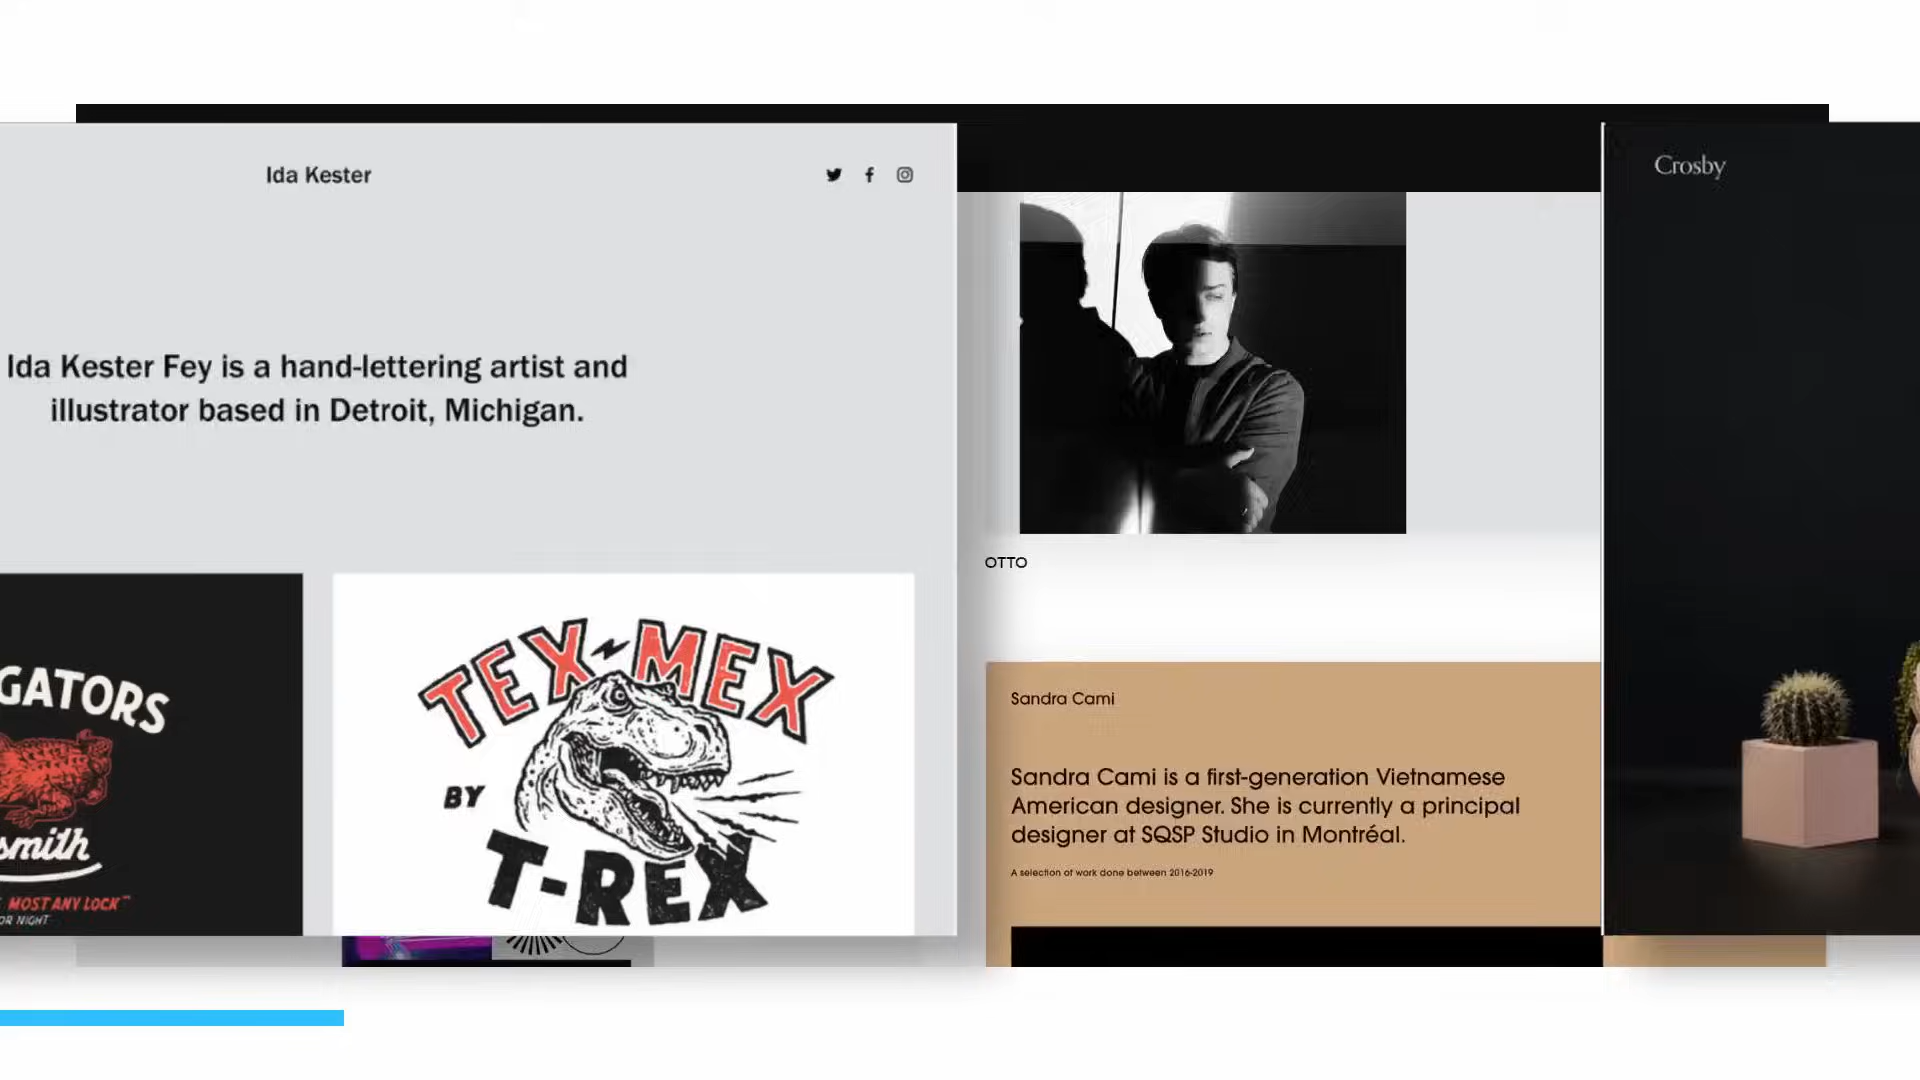 Ida Kester
Ida Kester Fey is a hand-lettering artist and
illustrator based in Detroit, Michigan.
GATORS
smith
MOST ANY LOCK™
OR NIGHT
TEX-MEX
BY
T-REX
OTTO
Sandra Cami
Sandra Cami is a first-generation Vietnamese
American designer. She is currently a principal
designer at SQSP Studio in Montréal.
A selection of work done between 2016-2019
Crosby